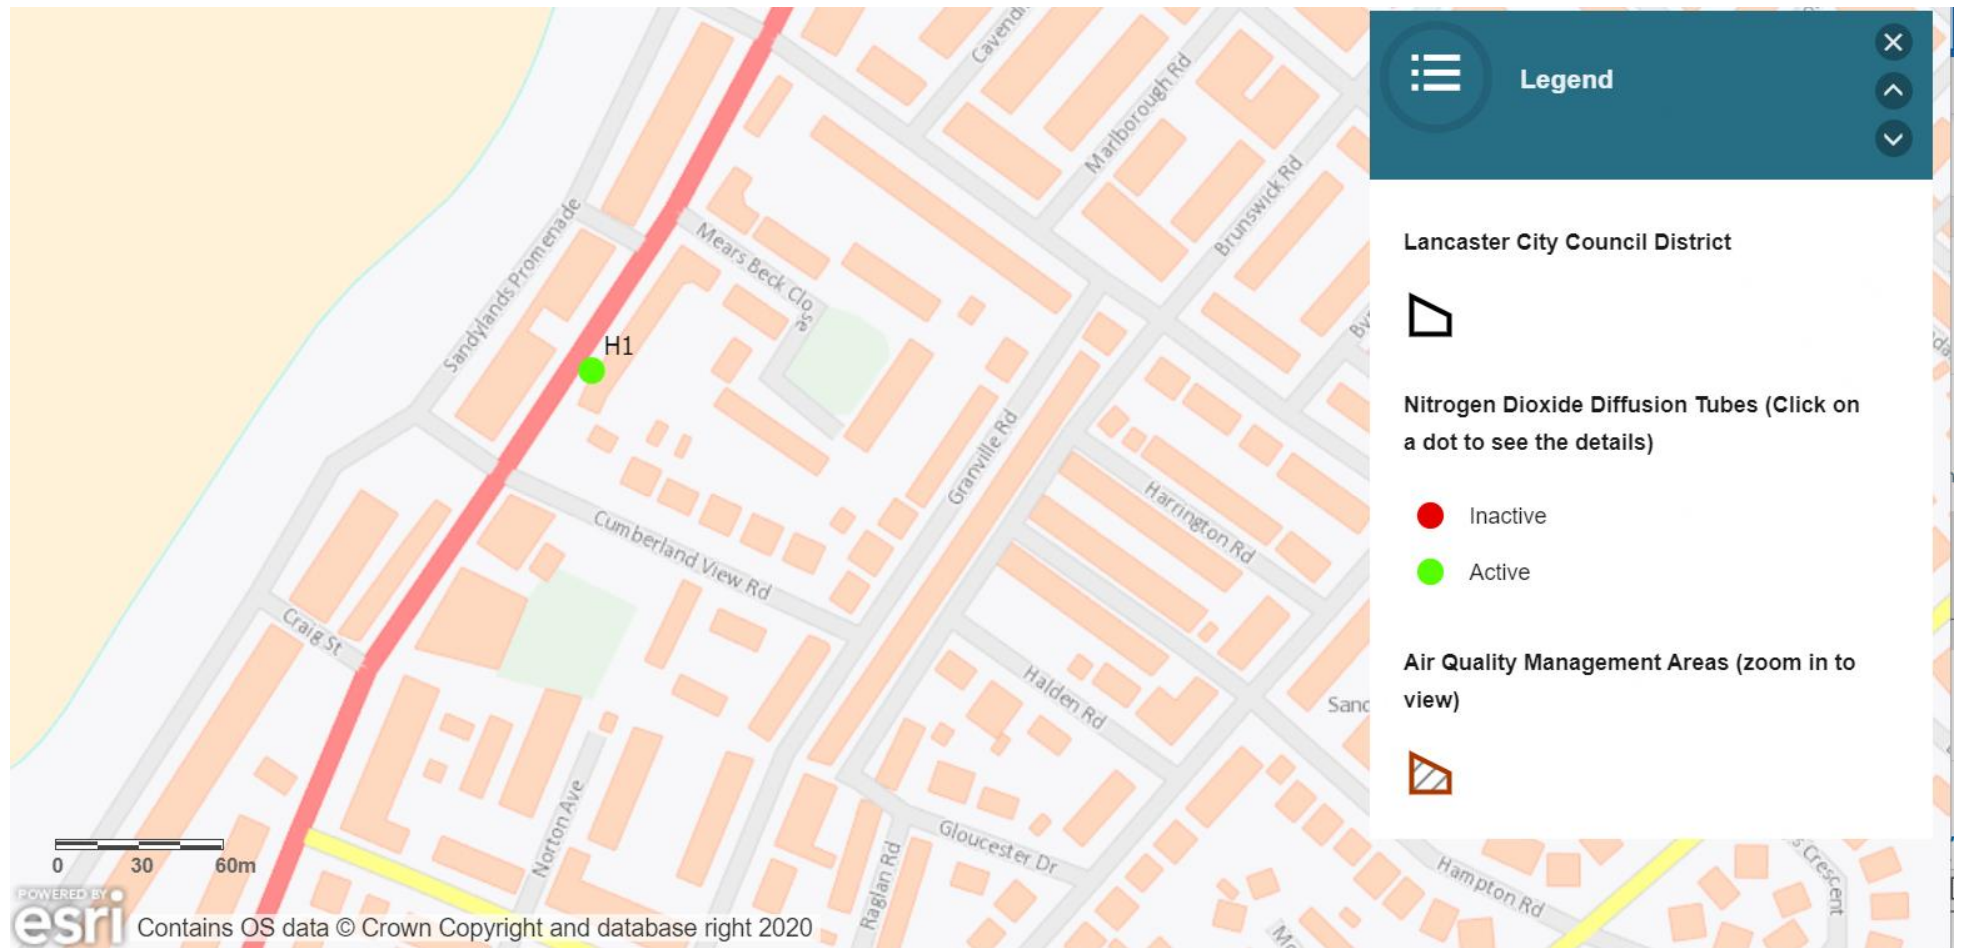 Cavendi
Marlborough Rd
Brunswick Rd
Sandylands Promenade
Mears Beck Close
H1
Granville Rd
Harrington Rd
Cumberland View Rd
Craig St
Halden Rd
Sand
Norton Ave
Gloucester Dr
Raglan Rd
Hampton Rd
s Crescent
0 30 60m
POWERED BY
esri
Contains OS data © Crown Copyright and database right 2020
Legend
Lancaster City Council District
Nitrogen Dioxide Diffusion Tubes (Click on
a dot to see the details)
Inactive
Active
Air Quality Management Areas (zoom in to
view)